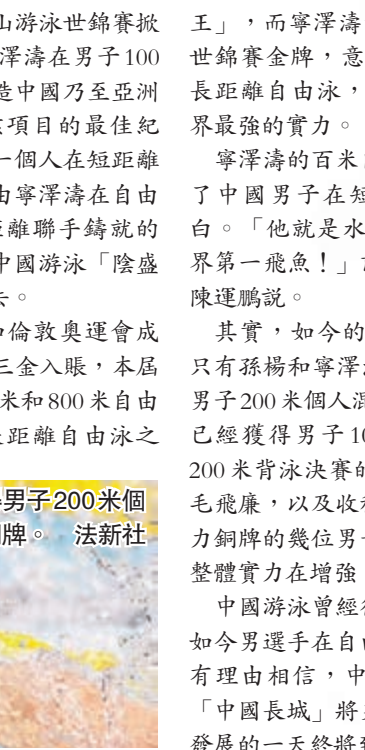 山游泳世錦賽掀
澤濤在男子100
造中國乃至亞洲
項目的最佳紀
一個人在短距離
由寧澤濤在自由
距離聯手鑄就的
中國游泳「陰盛
去。
和倫敦奧運會成
三金入賬，本屆
米和800米自由
長距離自由泳之
男子200米個
銅牌。 法新社
王」，而寧澤濤
世錦賽金牌，意
長距離自由泳，
界最強的實力。
寧澤濤的百米
了中國男子在短
白。「他就是水
界第一飛魚！」
陳運鵬說。
其實，如今的
只有孫楊和寧澤
男子200米個人混
已經獲得男子10
200米背泳決賽的
毛飛廉，以及收
力銅牌的幾位男
整體實力在增強
中國游泳曾經
如今男選手在自由
有理由相信，中
「中國長城」將
發展的一天終將